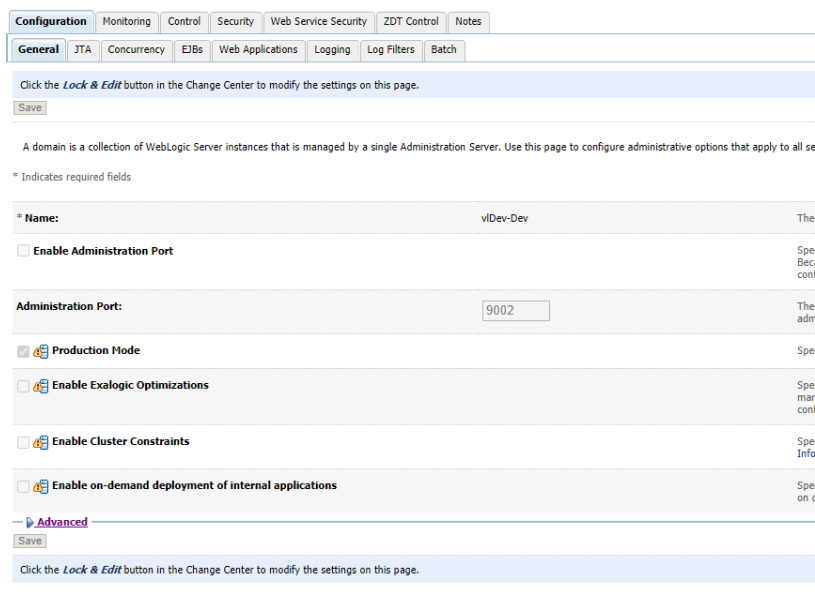 Configuration Monitoring Control Security Web Service Security ZDT Control Notes
General JTA Concurrency EJBs Web Applications Logging Log Filters Batch
Click the Lock & Edit button in the Change Center to modify the settings on this page.
Save
A domain is a collection of WebLogic Server instances that is managed by a single Administration Server. Use this page to configure administrative options that apply to all se
* Indicates required fields
* Name: vlDev-Dev The
Enable Administration Port Spe
Beca
conf
Administration Port: 9002 The
adm
Production Mode Spe
Enable Exalogic Optimizations Spe
mar
conf
Enable Cluster Constraints Spe
Info
Enable on-demand deployment of internal applications Spe
on d
Advanced
Save
Click the Lock & Edit button in the Change Center to modify the settings on this page.